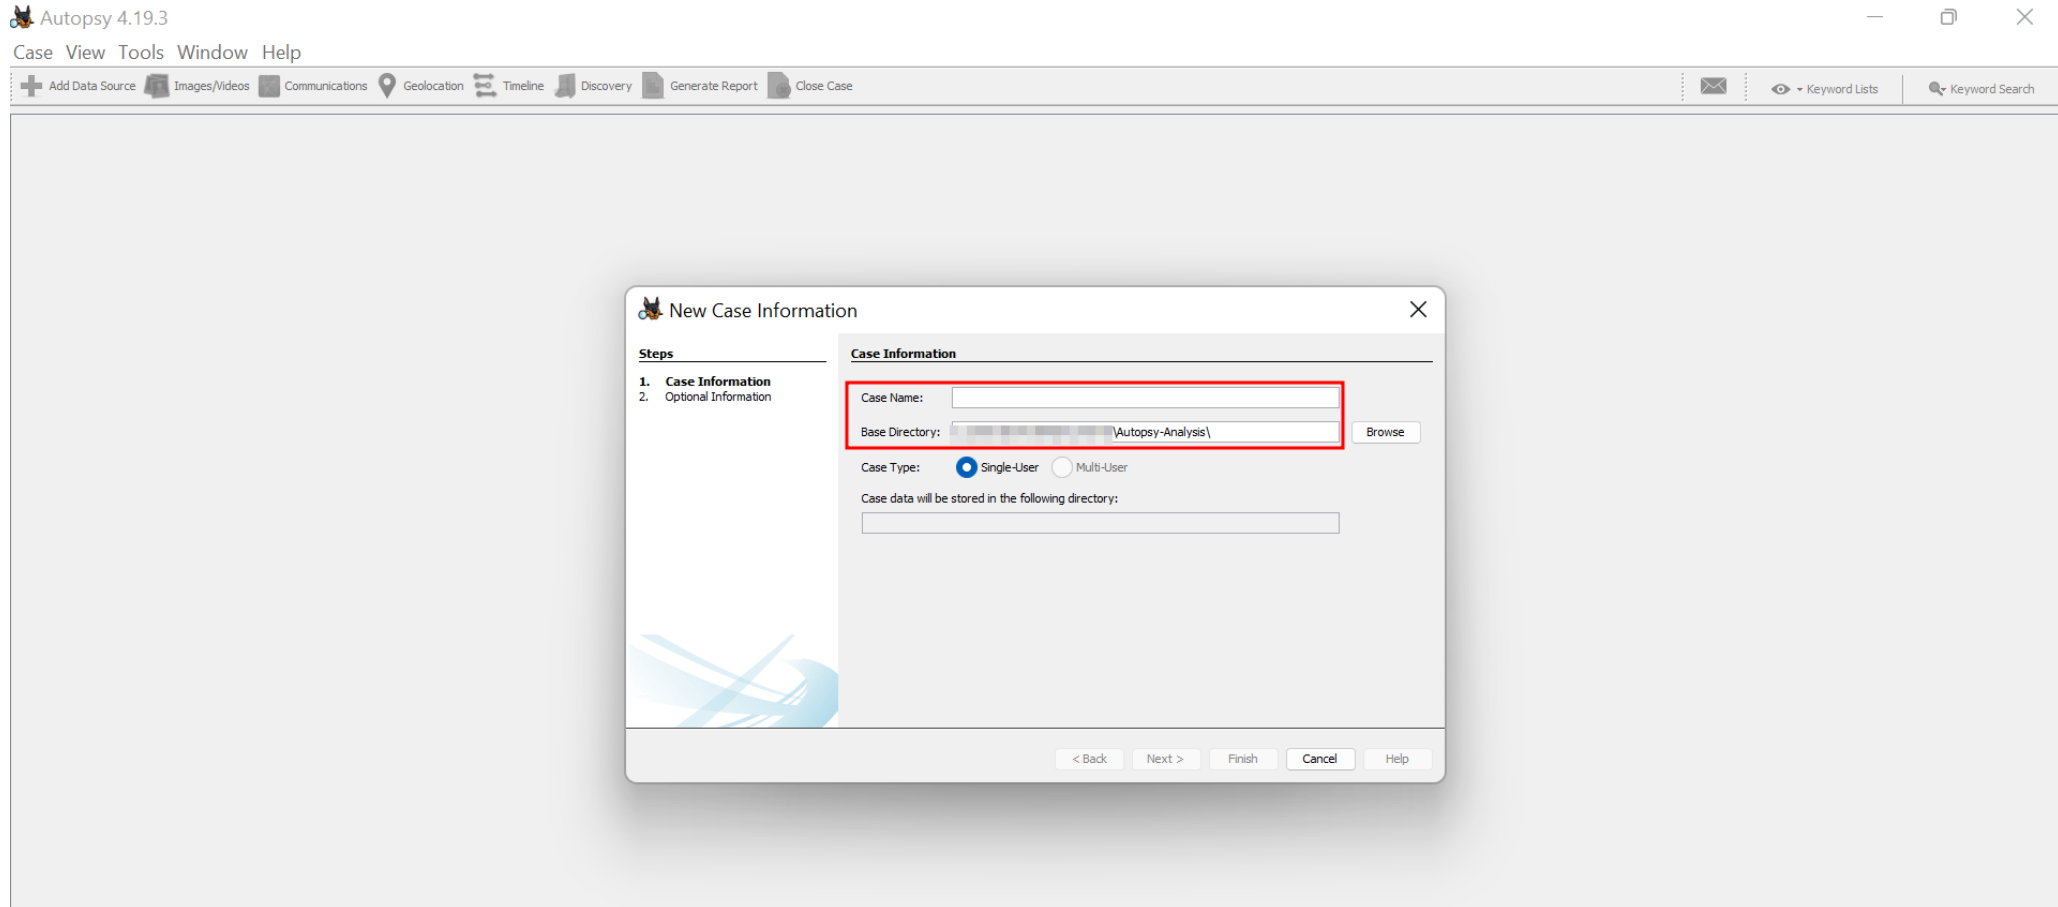 Autopsy 4.19.3
Case View Tools Window Help
Add Data Source Images/Videos Communications Geolocation Timeline Discovery Generate Report Close Case Keyword Lists Keyword Search
New Case Information
Steps
1. Case Information
2. Optional Information
Case Information
Case Name:
Base Directory: \Autopsy-Analysis\ Browse
Case Type: Single-User Multi-User
Case data will be stored in the following directory:
< Back Next > Finish Cancel Help